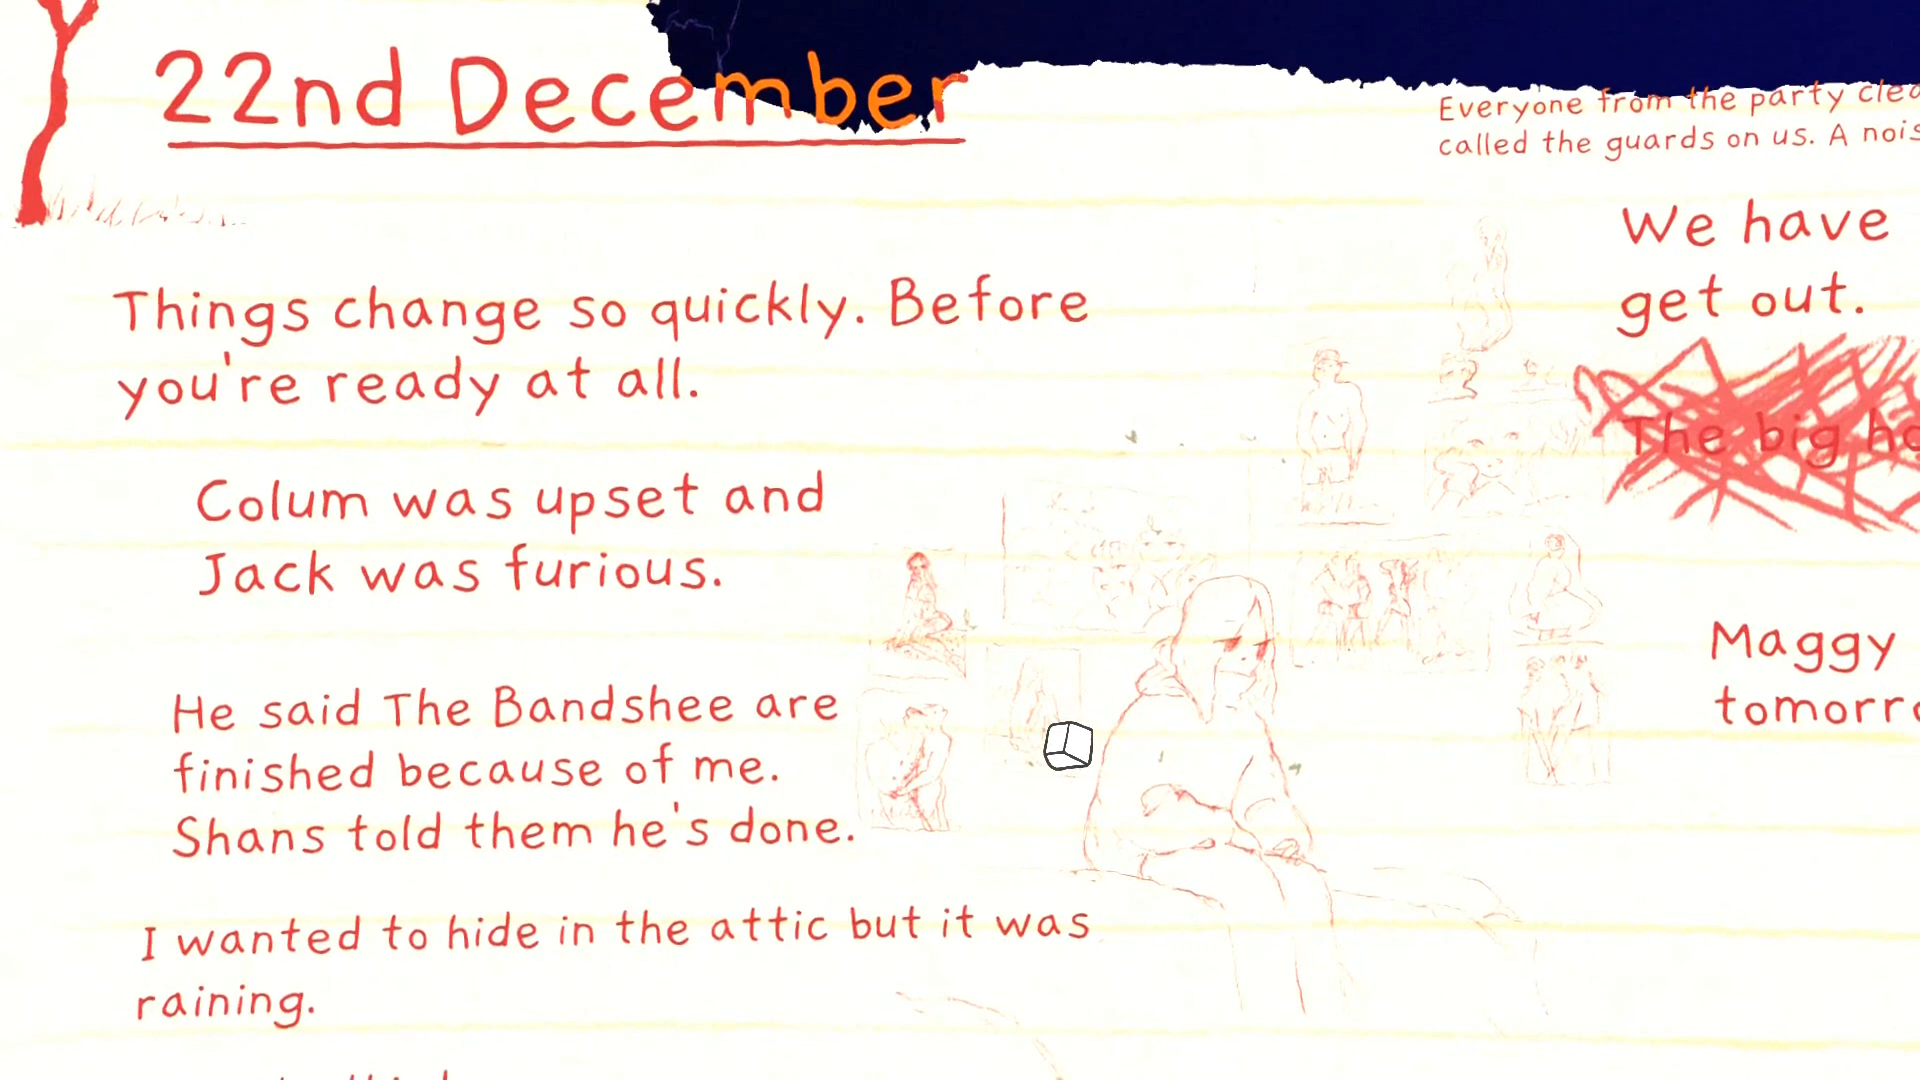 22nd December
Things change so quickly. Before
you're ready at all.
Colum was upset and
Jack was furious.
He said The Bandshee are
finished because of me.
Shans told them he's done.
I wanted to hide in the attic but it was
raining.
Everyone from the party
called the guards on us. A
We have
get out.
The big
Maggy